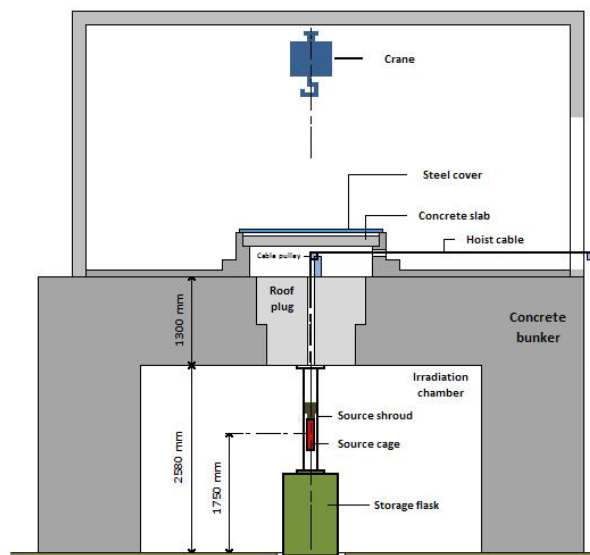 Crane
Steel cover
Concrete slab
Hoist cable
Cable pulley
Roof
plug
1300 mm
Concrete
bunker
Irradiation
chamber
Source shroud
Source cage
2580 mm
1750 mm
Storage flask